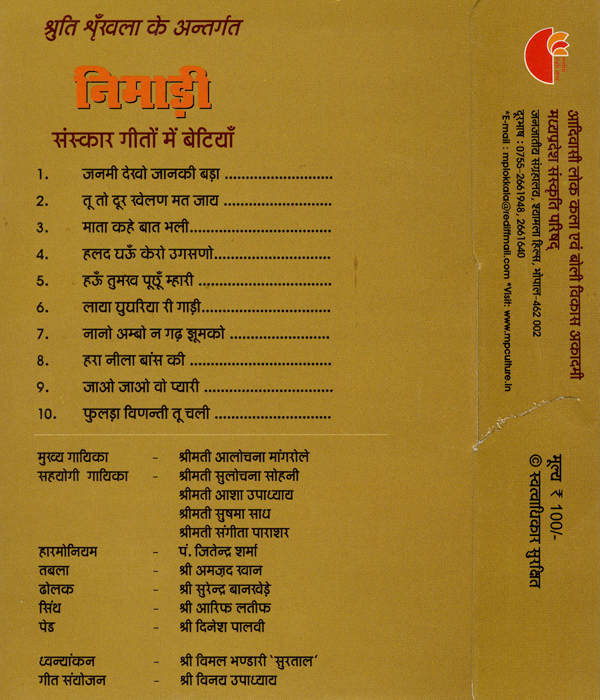 श्रुति शृँखला के अन्तर्गत
निमाड़ी
संस्कार गीतों में बेटियाँ
1. जनमी देखो जानकी बड़ा ........................
2. तू तो दूर खेलण मत जाय ........................
3. माता कहे बात भली................................
4. हलद घऊँ केरो उगसणो..........................
5. हऊँ तुमख पूछूँ म्हारी ..............................
6. लाया घुघरिया री गाड़ी............................
7. नानो अम्बो न गढ़ झूमको ......................
8. हरा नीला बांस की ................................
9. जाओ जाओ वो प्यारी ............................
10. फुलड़ा विणन्ती तू चली ..........................
मुख्य गायिका - श्रीमती आलोचना मांगरोले
सहयोगी गायिका - श्रीमती सुलोचना सोहनी
श्रीमती आशा उपाध्याय
श्रीमती सुषमा साध
श्रीमती संगीता पाराशर
हारमोनियम - पं. जितेन्द्र शर्मा
तबला - श्री अमज़द खान
ढोलक - श्री सुरेन्द्र बानखेड़े
सिंथ - श्री आरिफ लतीफ
पेड - श्री दिनेश पालवी
ध्वन्यांकन - श्री विमल भण्डारी 'सुरताल'
गीत संयोजन - श्री विनय उपाध्याय
आदिवासी लोक कला एवं बोली विकास अकादमी
मध्यप्रदेश संस्कृति परिषद्
जनजातीय संग्रहालय, श्यामला हिल्स, भोपाल-462 002
दूरभाष : 0755-2661948, 2661640
*E-mail : mplokkala@rediffmail.com *Visit: www.mpculture.in
मूल्य ₹ 100/-
© स्वत्वाधिकार सुरक्षित